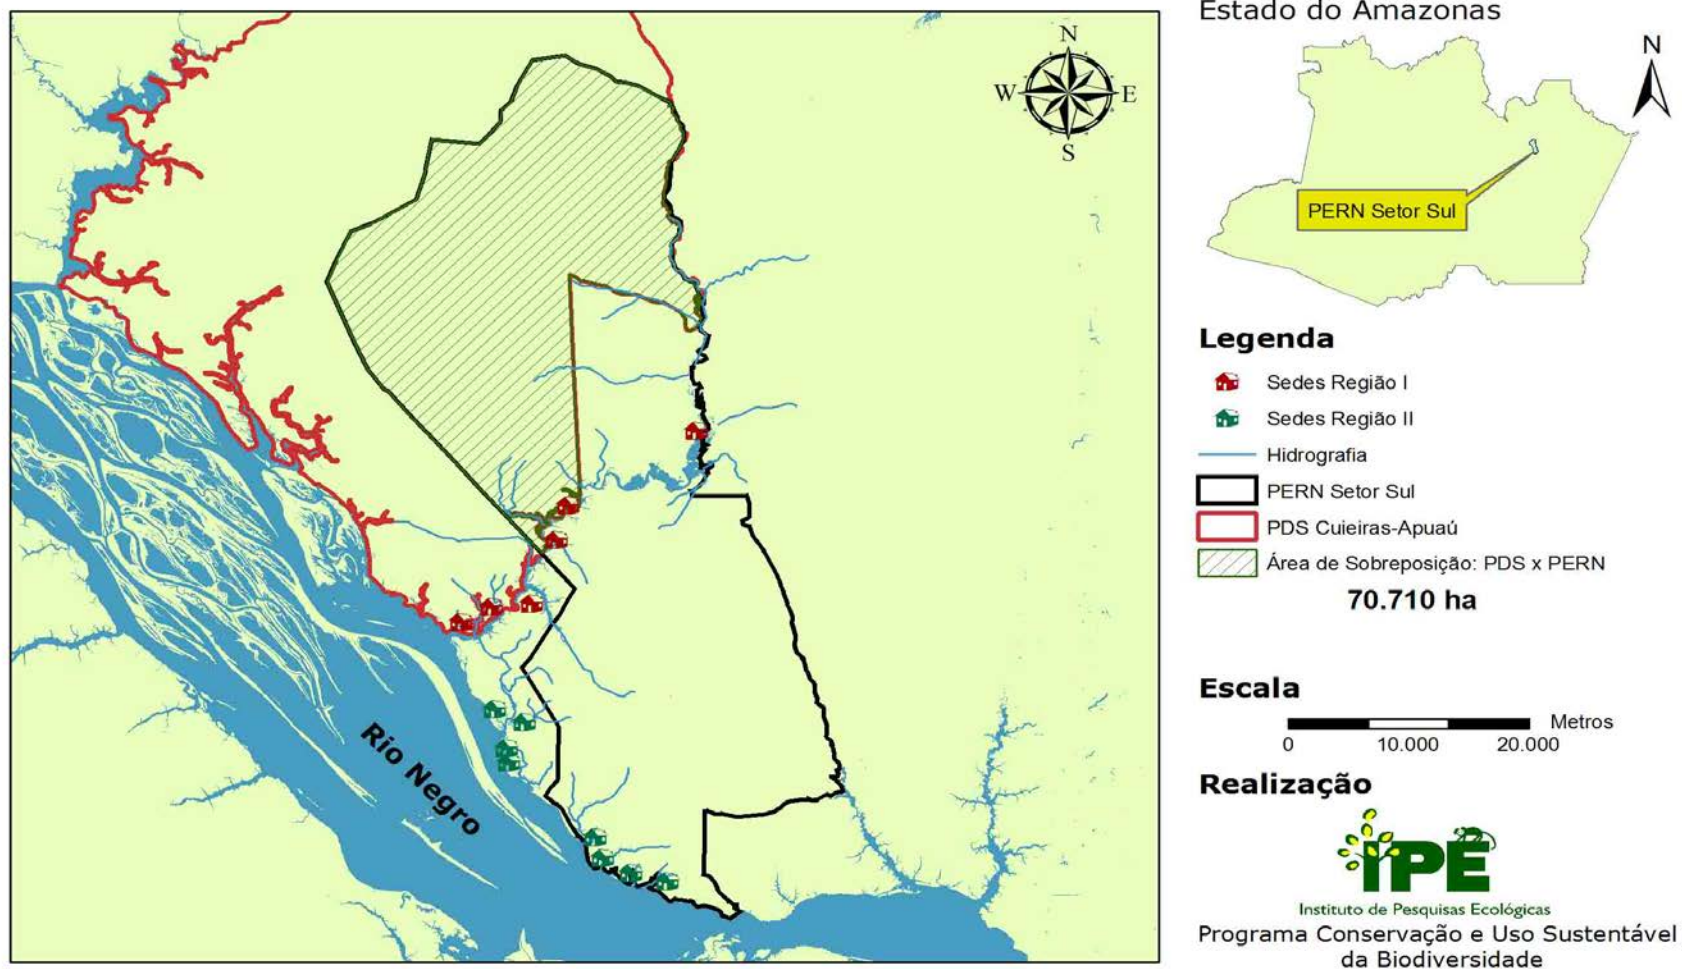 N
W
E
S
Rio Negro
Estado do Amazonas
N
PERN Setor Sul
Legenda
Sedes Região I
Sedes Região II
Hidrografia
PERN Setor Sul
PDS Cuieiras-Apuaú
Área de Sobreposição: PDS x PERN
70.710 ha
Escala
Metros
0 10.000 20.000
Realização
IPÊ
Instituto de Pesquisas Ecológicas
Programa Conservação e Uso Sustentável
da Biodiversidade